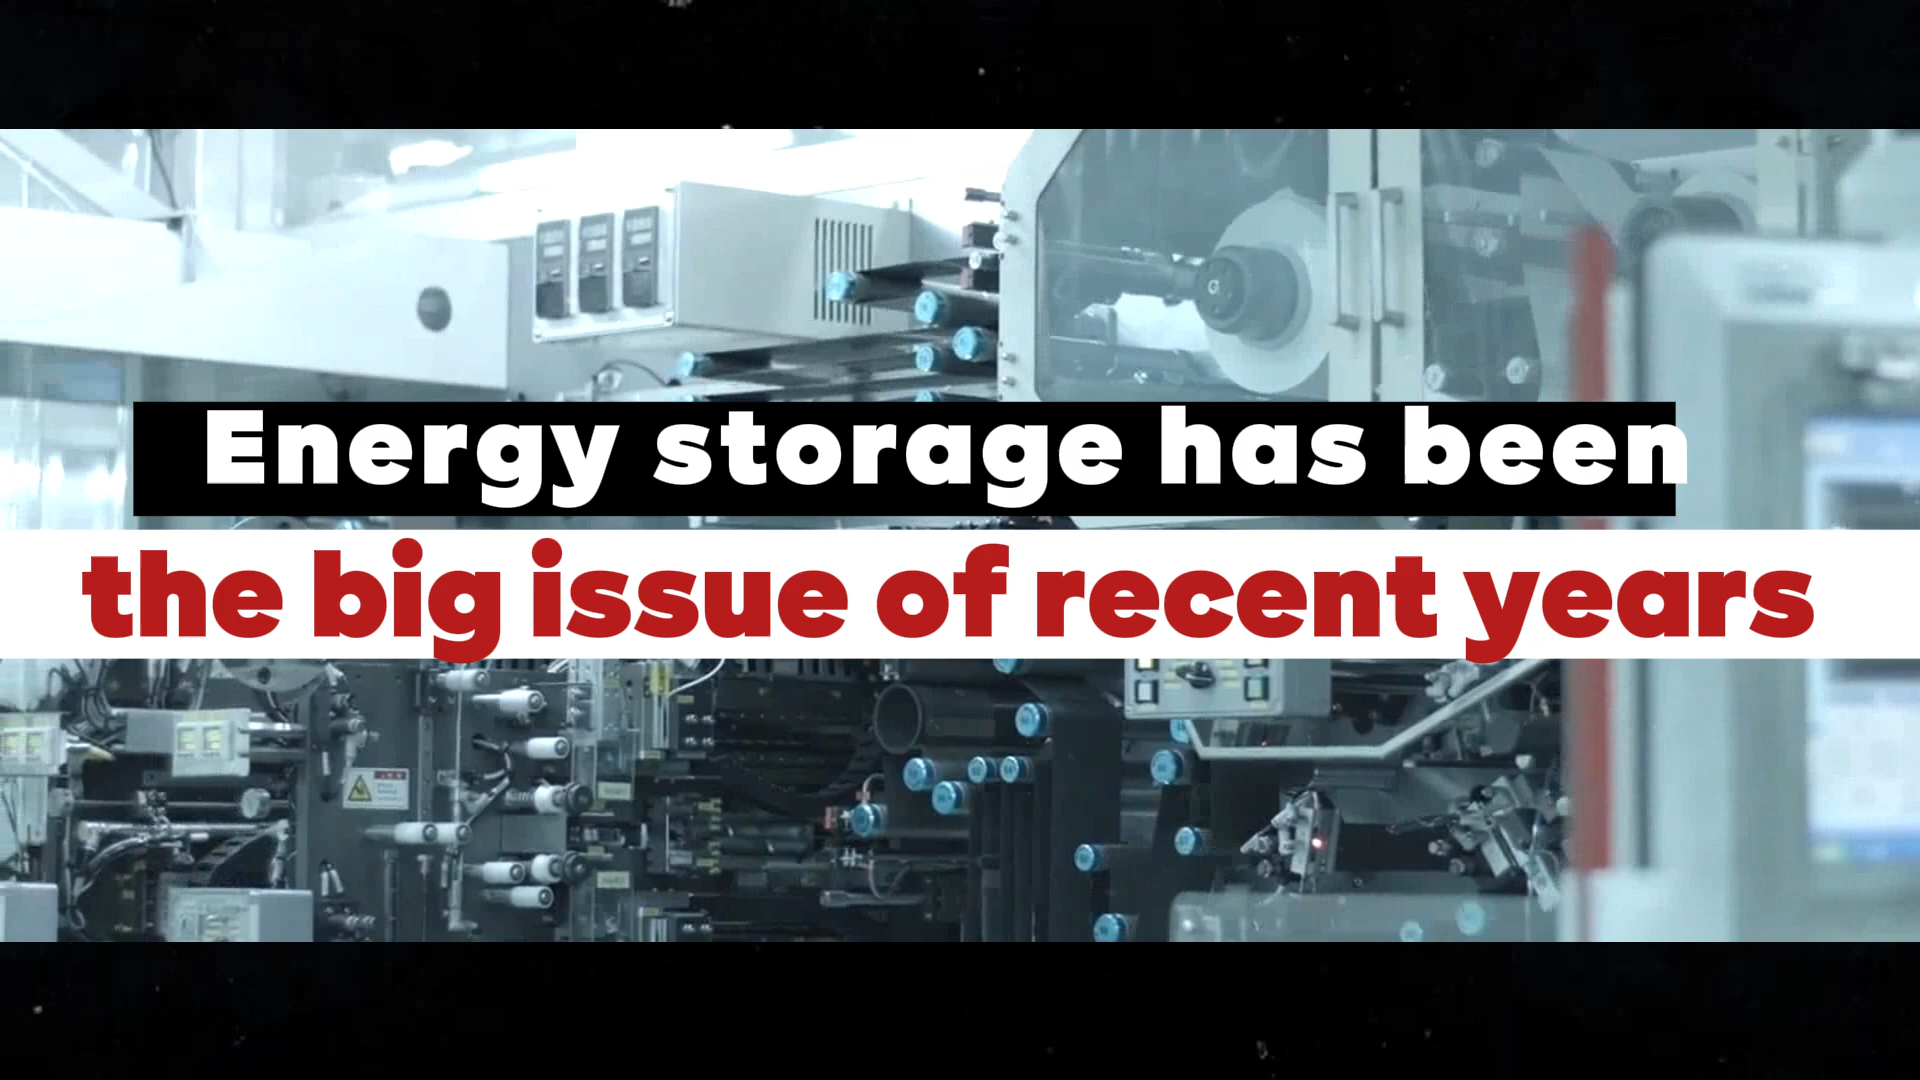 Energy storage has been
the big issue of recent years